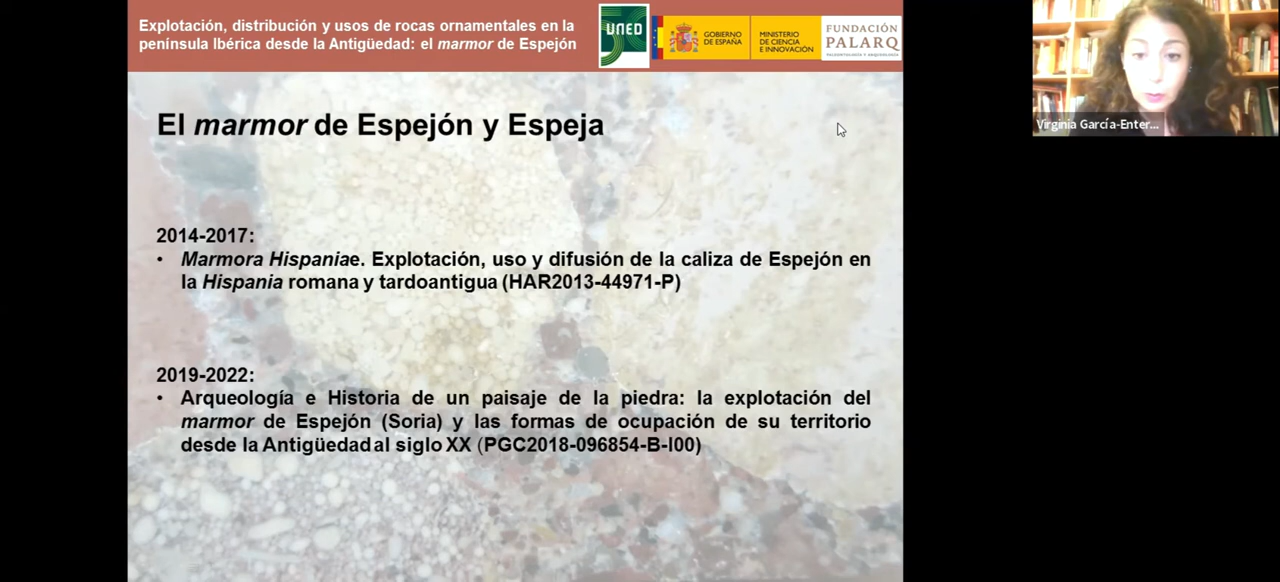 Explotación, distribución y usos de rocas ornamentales en la
península Ibérica desde la Antigüedad: el marmor de Espejón
UNED
GOBIERNO
DE ESPAÑA
MINISTERIO
DE CIENCIA
E INNOVACIÓN
FUNDACIÓN
PALARQ
PALEONTOLOGÍA Y ARQUEOLOGÍA
Virginia García-Enter...
El marmor de Espejón y Espeja
2014-2017:
• Marmora Hispaniae. Explotación, uso y difusión de la caliza de Espejón en
la Hispania romana y tardoantigua (HAR2013-44971-P)
2019-2022:
• Arqueología e Historia de un paisaje de la piedra: la explotación del
marmor de Espejón (Soria) y las formas de ocupación de su territorio
desde la Antigüedad al siglo XX (PGC2018-096854-B-I00)